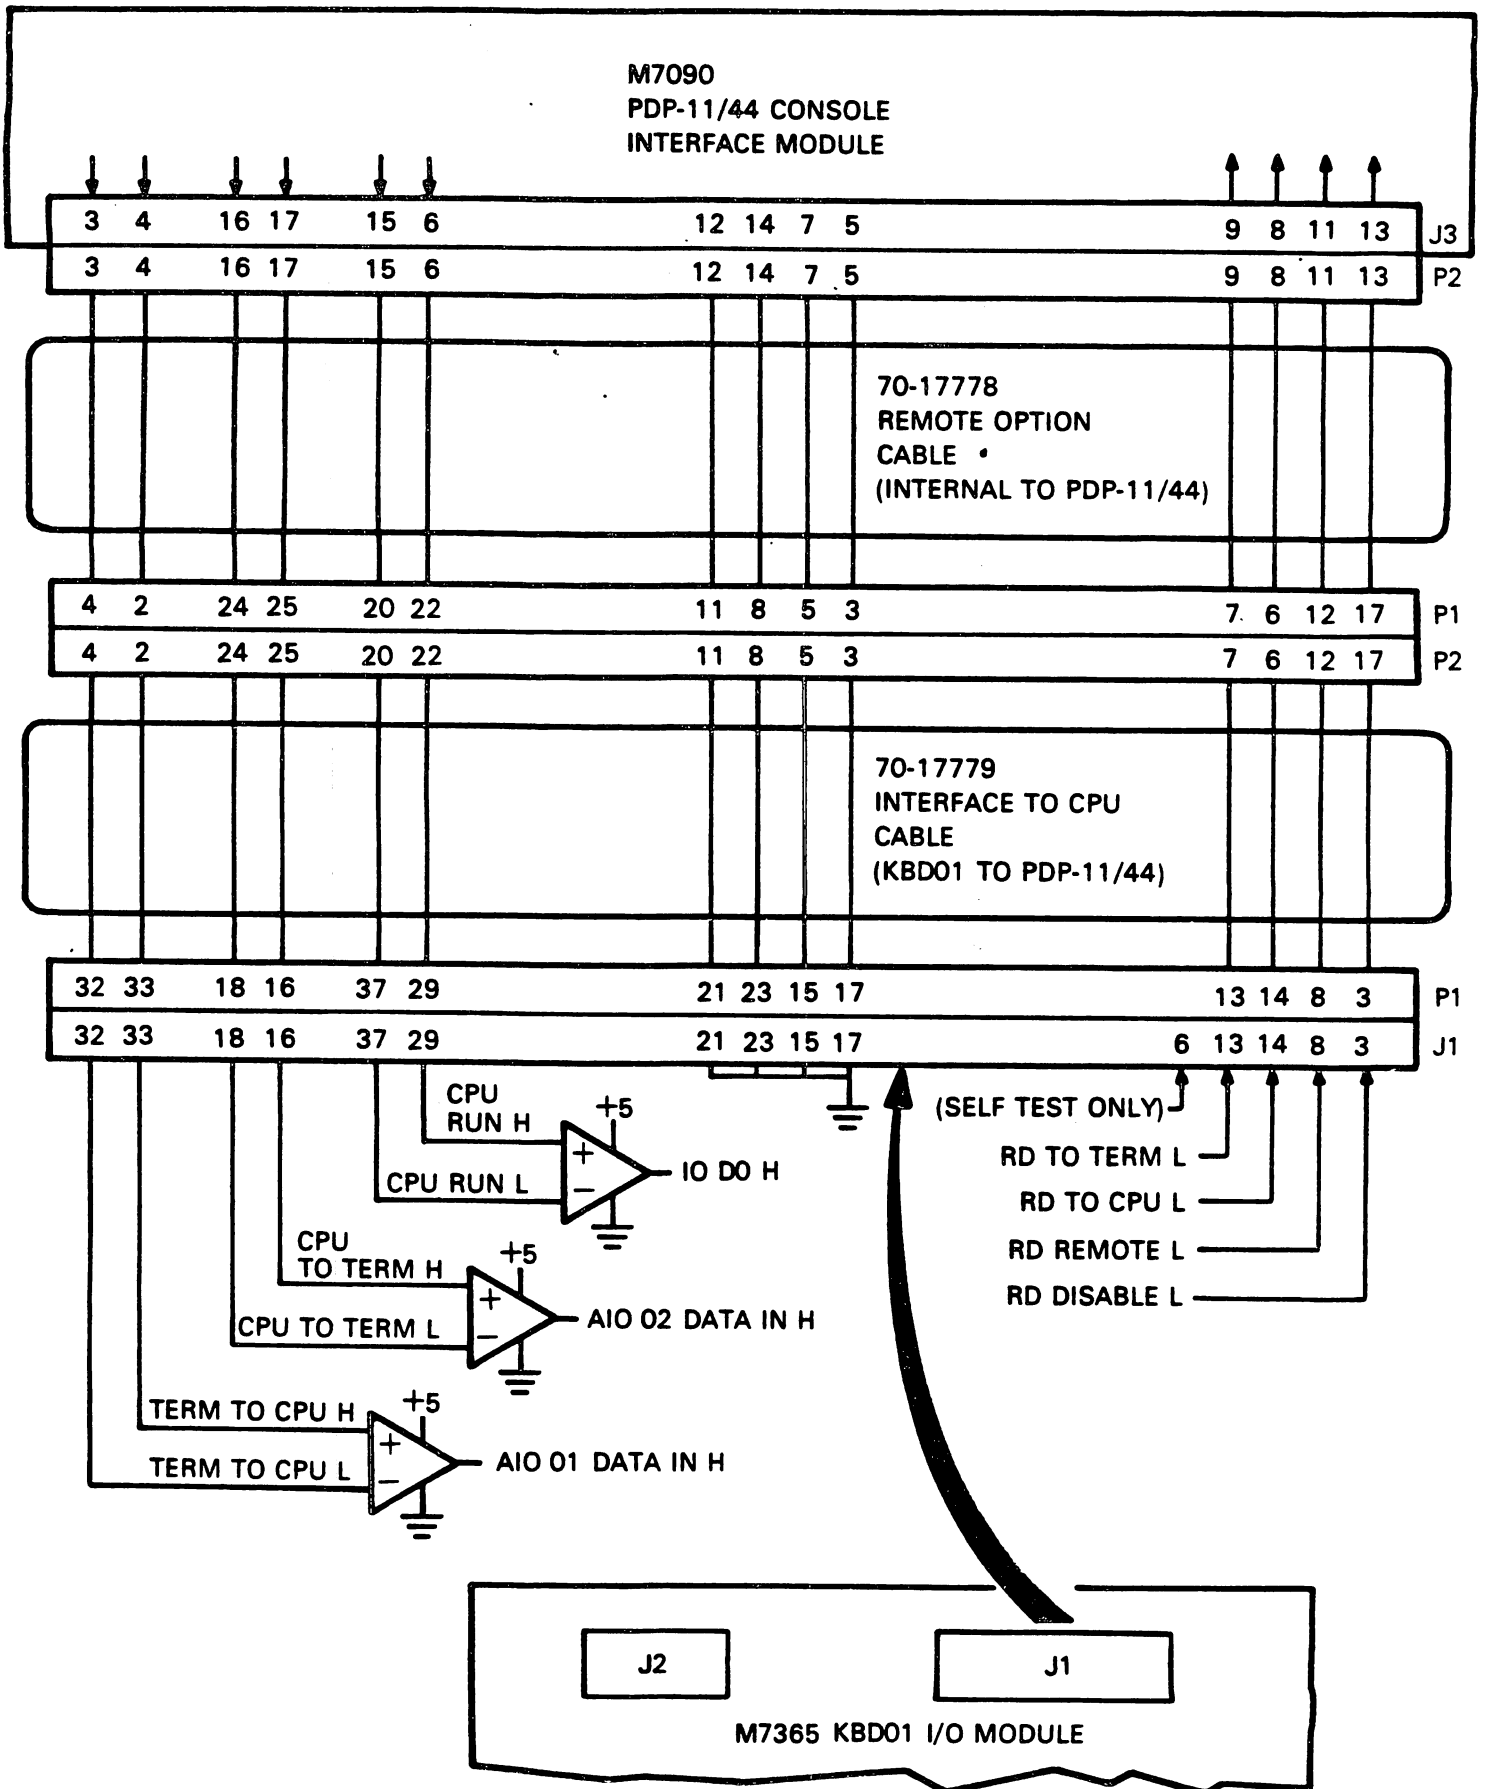 M7090
PDP-11/44 CONSOLE
INTERFACE MODULE
3 4 16 17 15 6 12 14 7 5 9 8 11 13 J3
3 4 16 17 15 6 12 14 7 5 9 8 11 13 P2
70-17778
REMOTE OPTION
CABLE
(INTERNAL TO PDP-11/44)
4 2 24 25 20 22 11 8 5 3 7 6 12 17 P1
4 2 24 25 20 22 11 8 5 3 7 6 12 17 P2
70-17779
INTERFACE TO CPU
CABLE
(KBD01 TO PDP-11/44)
32 33 18 16 37 29 21 23 15 17 13 14 8 3 P1
32 33 18 16 37 29 21 23 15 17 6 13 14 8 3 J1
CPU
RUN H
+5
+
CPU RUN L
−
IO D0 H
(SELF TEST ONLY)
RD TO TERM L
RD TO CPU L
RD REMOTE L
RD DISABLE L
CPU
TO TERM H
+5
+
CPU TO TERM L
−
AIO 02 DATA IN H
TERM TO CPU H
+5
+
TERM TO CPU L
−
AIO 01 DATA IN H
J2
J1
M7365 KBD01 I/O MODULE